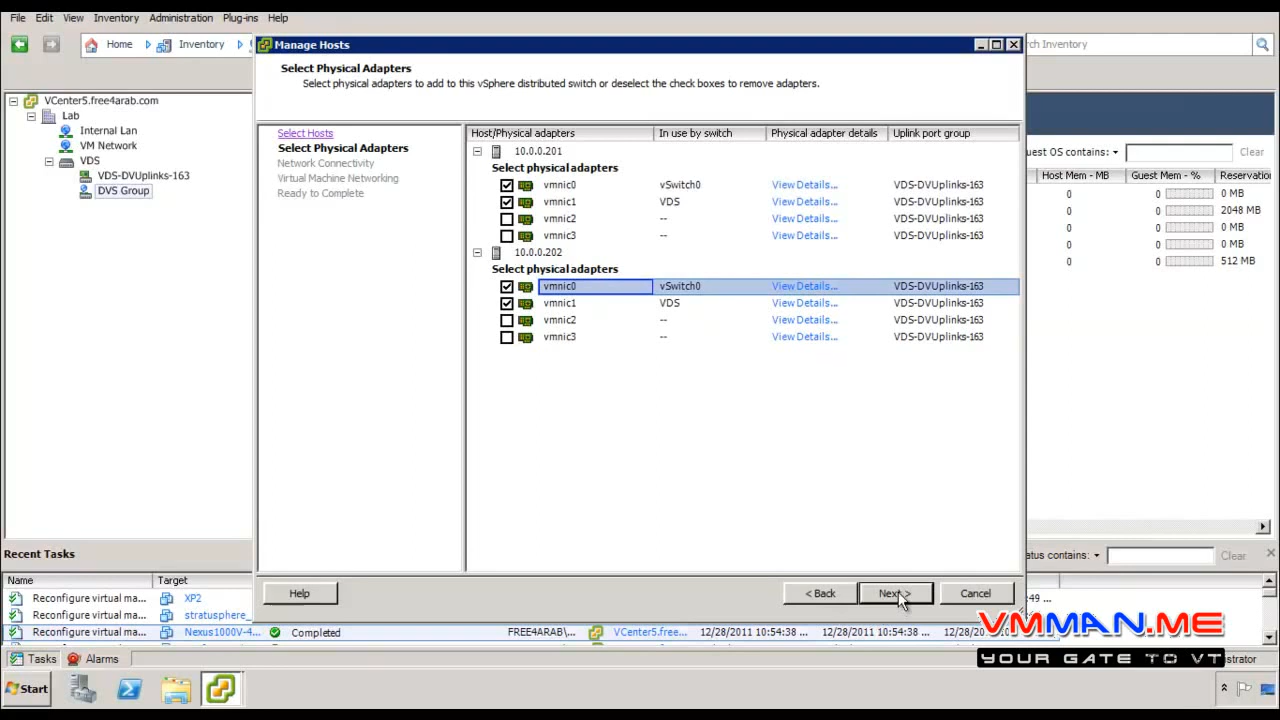 File Edit View Inventory Administration Plug-ins Help
Home Inventory
Manage Hosts
rch Inventory
Select Physical Adapters
Select physical adapters to add to this vSphere distributed switch or deselect the check boxes to remove adapters.
VCenter5.free4arab.com
Lab
Internal Lan
VM Network
VDS
VDS-DVUplinks-163
DVS Group
Select Hosts
Select Physical Adapters
Network Connectivity
Virtual Machine Networking
Ready to Complete
Host/Physical adapters In use by switch Physical adapter details Uplink port group
10.0.0.201
Select physical adapters
vmnic0 vSwitch0 View Details... VDS-DVUplinks-163
vmnic1 VDS View Details... VDS-DVUplinks-163
vmnic2 -- View Details... VDS-DVUplinks-163
vmnic3 -- View Details... VDS-DVUplinks-163
10.0.0.202
Select physical adapters
vmnic0 vSwitch0 View Details... VDS-DVUplinks-163
vmnic1 VDS View Details... VDS-DVUplinks-163
vmnic2 -- View Details... VDS-DVUplinks-163
vmnic3 -- View Details... VDS-DVUplinks-163
uest OS contains: Clear
Host Mem - MB Guest Mem - % Reservatio
0 0 0 MB
0 0 2048 MB
0 0 0 MB
0 0 0 MB
0 0 512 MB
Help < Back Next > Cancel
Recent Tasks
atus contains: Clear
Name Target
Reconfigure virtual ma... XP2 :49 ...
Reconfigure virtual ma... stratusphere_
Reconfigure virtual ma... Nexus1000V-4... Completed FREE4ARAB\... VCenter5.free... 12/28/2011 10:54:38 ... 12/28/2011 10:54:38 ... 12/28/20
VMMAN.ME
YOUR GATE TO VT
Tasks Alarms istrator
Start